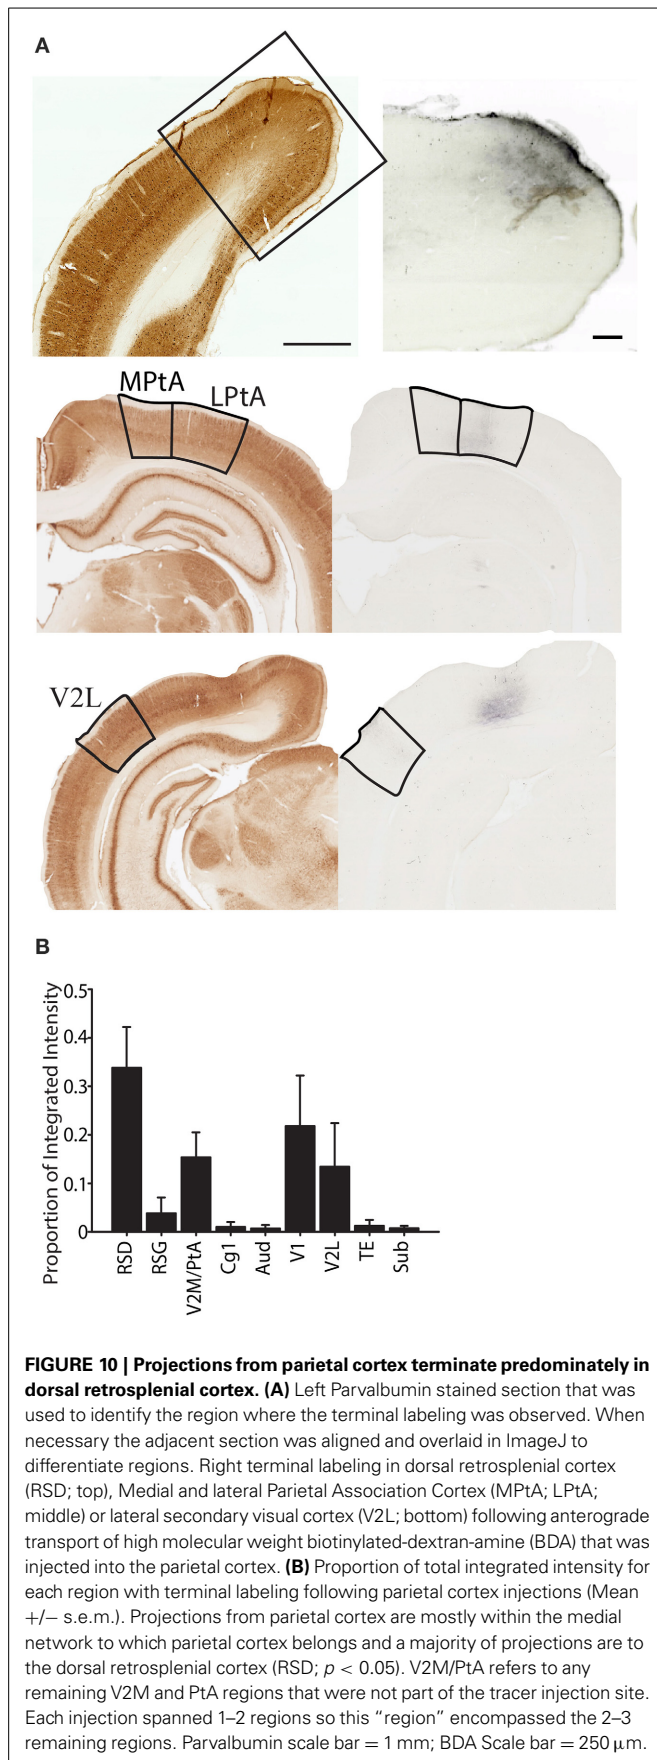 A
MPtA
LPtA
V2L
B
Proportion of Integrated Intensity
0.5
0.4
0.3
0.2
0.1
0
RSD
RSG
V2M/PtA
Cg1
Aud
V1
V2L
TE
Sub
FIGURE 10 | Projections from parietal cortex terminate predominately in
dorsal retrosplenial cortex. (A) Left Parvalbumin stained section that was
used to identify the region where the terminal labeling was observed. When
necessary the adjacent section was aligned and overlaid in ImageJ to
differentiate regions. Right terminal labeling in dorsal retrosplenial cortex
(RSD; top), Medial and lateral Parietal Association Cortex (MPtA; LPtA;
middle) or lateral secondary visual cortex (V2L; bottom) following anterograde
transport of high molecular weight biotinylated-dextran-amine (BDA) that was
injected into the parietal cortex. (B) Proportion of total integrated intensity for
each region with terminal labeling following parietal cortex injections (Mean
+/− s.e.m.). Projections from parietal cortex are mostly within the medial
network to which parietal cortex belongs and a majority of projections are to
the dorsal retrosplenial cortex (RSD; p < 0.05). V2M/PtA refers to any
remaining V2M and PtA regions that were not part of the tracer injection site.
Each injection spanned 1–2 regions so this “region” encompassed the 2–3
remaining regions. Parvalbumin scale bar = 1 mm; BDA Scale bar = 250 μm.